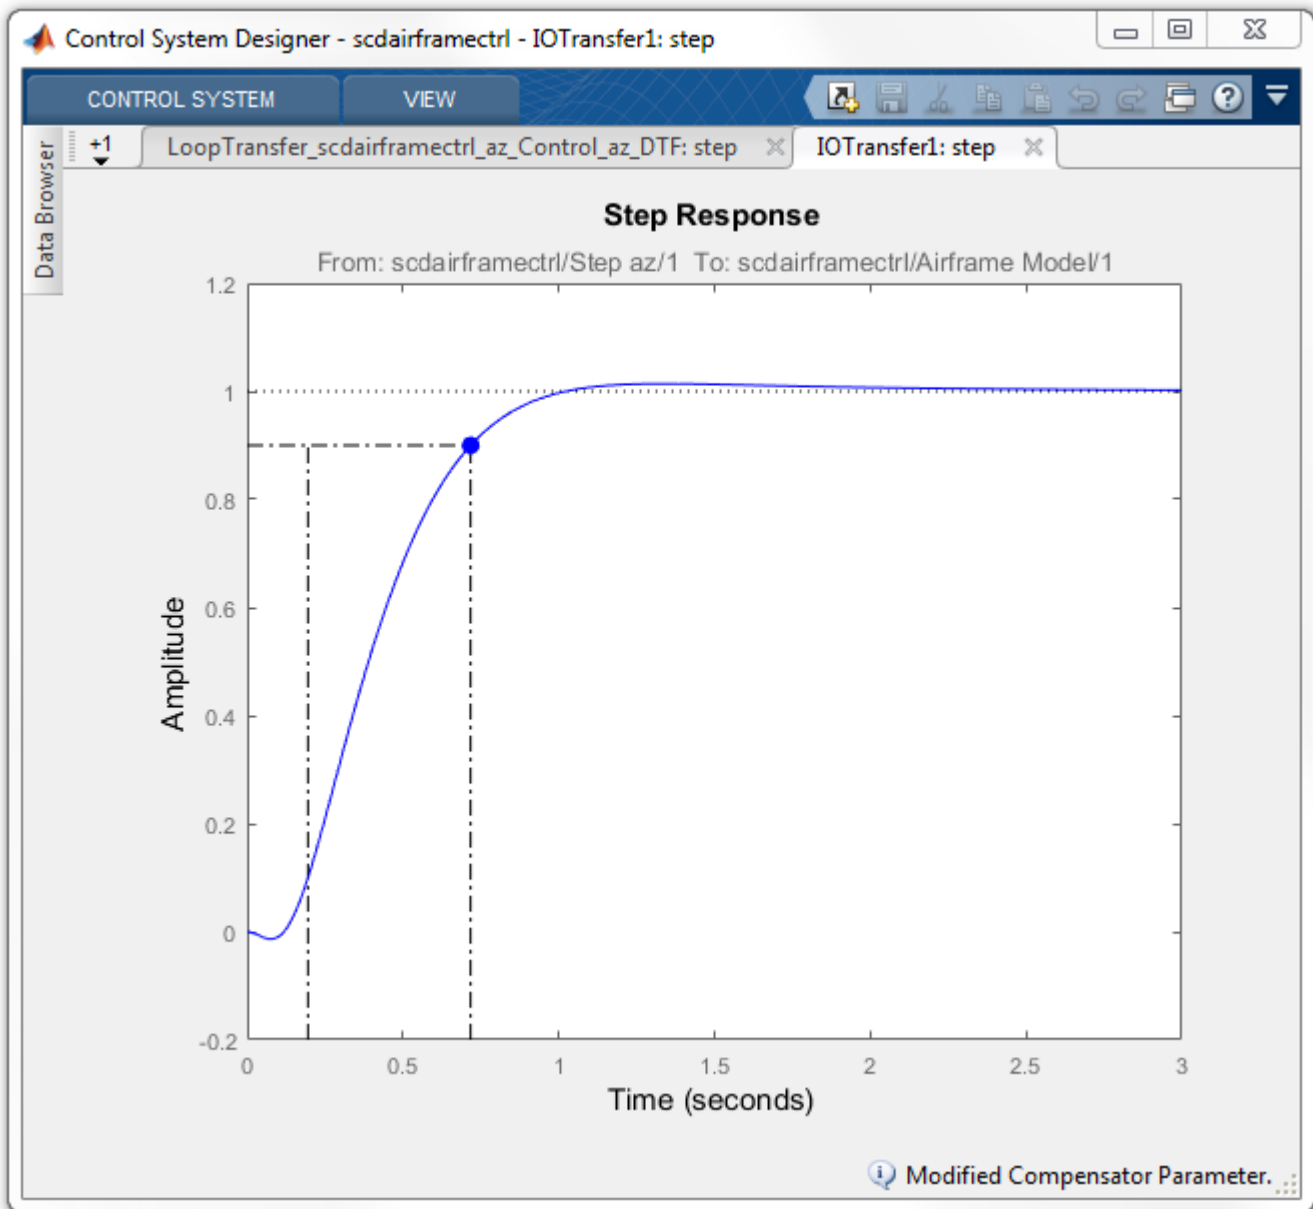 Control System Designer - scdairframectrl - IOTransfer1: step
CONTROL SYSTEM VIEW
Data Browser
+1 LoopTransfer_scdairframectrl_az_Control_az_DTF: step IOTransfer1: step
Step Response
From: scdairframectrl/Step az/1 To: scdairframectrl/Airframe Model/1
1.2
1
0.8
0.6
0.4
0.2
0
-0.2
Amplitude
0 0.5 1 1.5 2 2.5 3
Time (seconds)
Modified Compensator Parameter.